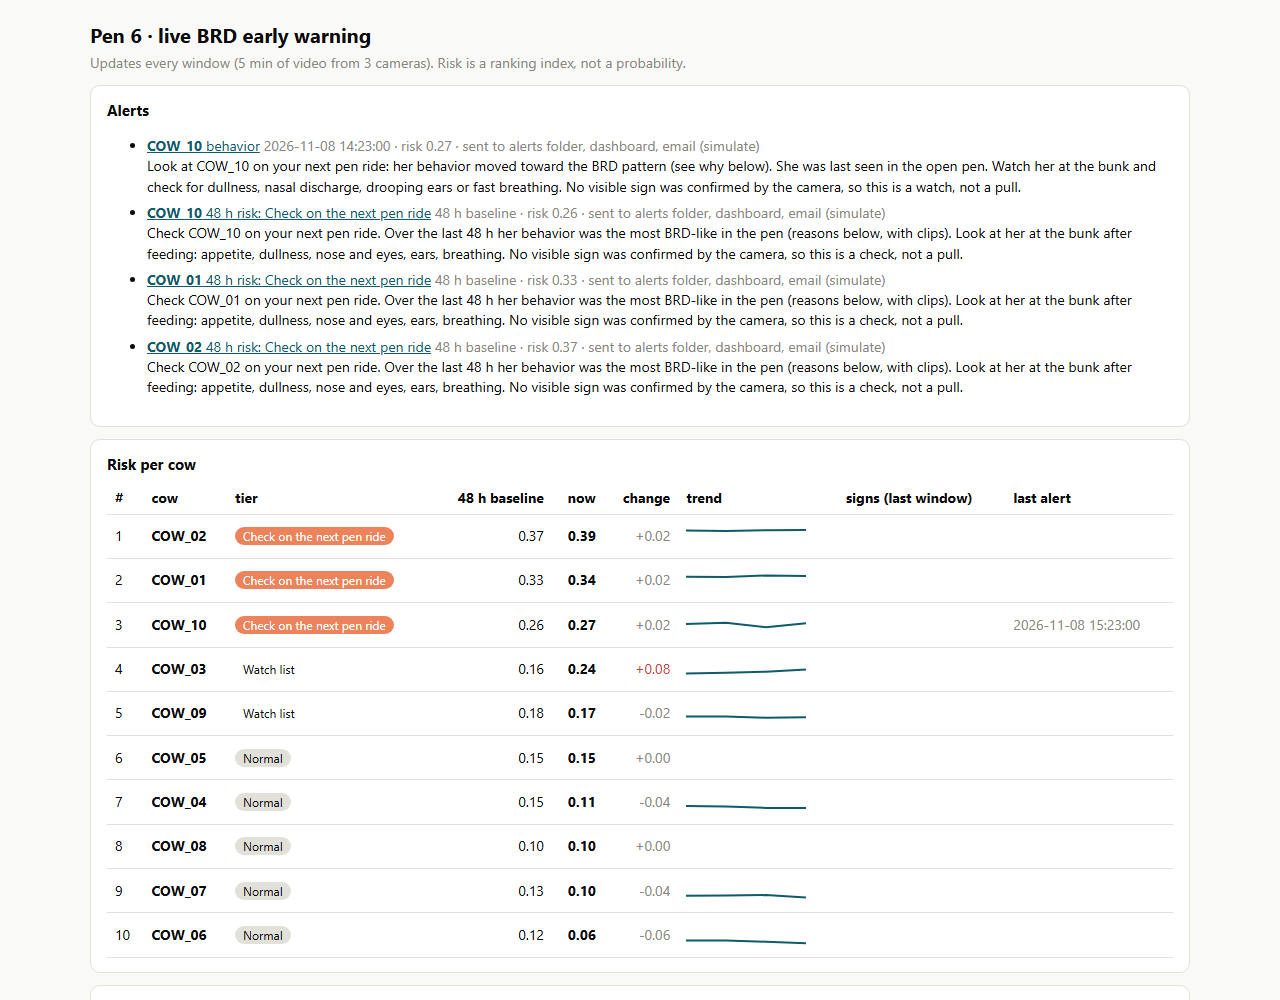 Pen 6 · live BRD early warning
Updates every window (5 min of video from 3 cameras). Risk is a ranking index, not a probability.
Alerts
COW_10 behavior 2026-11-08 14:23:00 · risk 0.27 · sent to alerts folder, dashboard, email (simulate)
Look at COW_10 on your next pen ride: her behavior moved toward the BRD pattern (see why below). She was last seen in the open pen. Watch her at the bunk and
check for dullness, nasal discharge, drooping ears or fast breathing. No visible sign was confirmed by the camera, so this is a watch, not a pull.
COW_10 48 h risk: Check on the next pen ride 48 h baseline · risk 0.26 · sent to alerts folder, dashboard, email (simulate)
Check COW_10 on your next pen ride. Over the last 48 h her behavior was the most BRD-like in the pen (reasons below, with clips). Look at her at the bunk after
feeding: appetite, dullness, nose and eyes, ears, breathing. No visible sign was confirmed by the camera, so this is a check, not a pull.
COW_01 48 h risk: Check on the next pen ride 48 h baseline · risk 0.33 · sent to alerts folder, dashboard, email (simulate)
Check COW_01 on your next pen ride. Over the last 48 h her behavior was the most BRD-like in the pen (reasons below, with clips). Look at her at the bunk after
feeding: appetite, dullness, nose and eyes, ears, breathing. No visible sign was confirmed by the camera, so this is a check, not a pull.
COW_02 48 h risk: Check on the next pen ride 48 h baseline · risk 0.37 · sent to alerts folder, dashboard, email (simulate)
Check COW_02 on your next pen ride. Over the last 48 h her behavior was the most BRD-like in the pen (reasons below, with clips). Look at her at the bunk after
feeding: appetite, dullness, nose and eyes, ears, breathing. No visible sign was confirmed by the camera, so this is a check, not a pull.
Risk per cow
# cow tier 48 h baseline now change trend signs (last window) last alert
1 COW_02 Check on the next pen ride 0.37 0.39 +0.02
2 COW_01 Check on the next pen ride 0.33 0.34 +0.02
3 COW_10 Check on the next pen ride 0.26 0.27 +0.02 2026-11-08 15:23:00
4 COW_03 Watch list 0.16 0.24 +0.08
5 COW_09 Watch list 0.18 0.17 -0.02
6 COW_05 Normal 0.15 0.15 +0.00
7 COW_04 Normal 0.15 0.11 -0.04
8 COW_08 Normal 0.10 0.10 +0.00
9 COW_07 Normal 0.13 0.10 -0.04
10 COW_06 Normal 0.12 0.06 -0.06